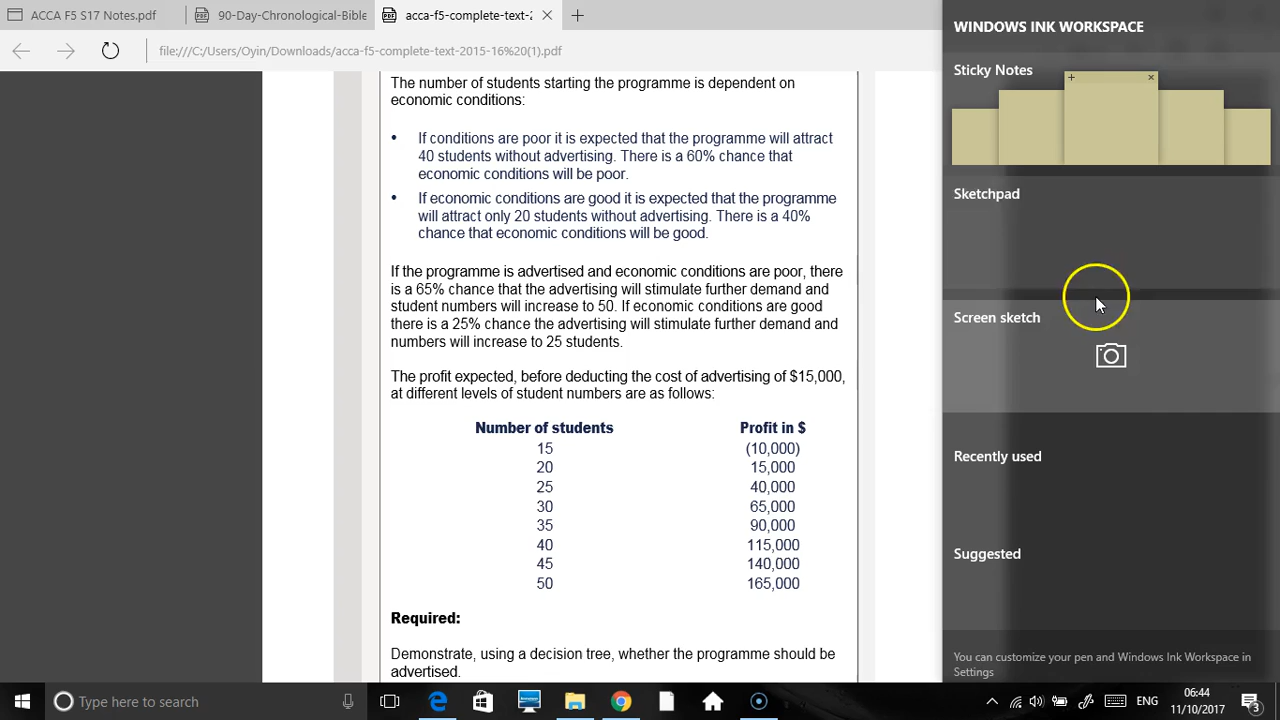 ACCA F5 S17 Notes.pdf
90-Day-Chronological-Bible
acca-f5-complete-text-2
file:///C:/Users/Oyin/Downloads/acca-f5-complete-text-2015-16%20(1).pdf
The number of students starting the programme is dependent on
economic conditions:
• If conditions are poor it is expected that the programme will attract
40 students without advertising. There is a 60% chance that
economic conditions will be poor.
• If economic conditions are good it is expected that the programme
will attract only 20 students without advertising. There is a 40%
chance that economic conditions will be good.
If the programme is advertised and economic conditions are poor, there
is a 65% chance that the advertising will stimulate further demand and
student numbers will increase to 50. If economic conditions are good
there is a 25% chance the advertising will stimulate further demand and
numbers will increase to 25 students.
The profit expected, before deducting the cost of advertising of $15,000,
at different levels of student numbers are as follows:
Number of students Profit in $
15 (10,000)
20 15,000
25 40,000
30 65,000
35 90,000
40 115,000
45 140,000
50 165,000
Required:
Demonstrate, using a decision tree, whether the programme should be
advertised.
WINDOWS INK WORKSPACE
Sticky Notes
Sketchpad
Screen sketch
Recently used
Suggested
You can customize your pen and Windows Ink Workspace in
Settings
Type here to search
ENG
06:44
11/10/2017
3